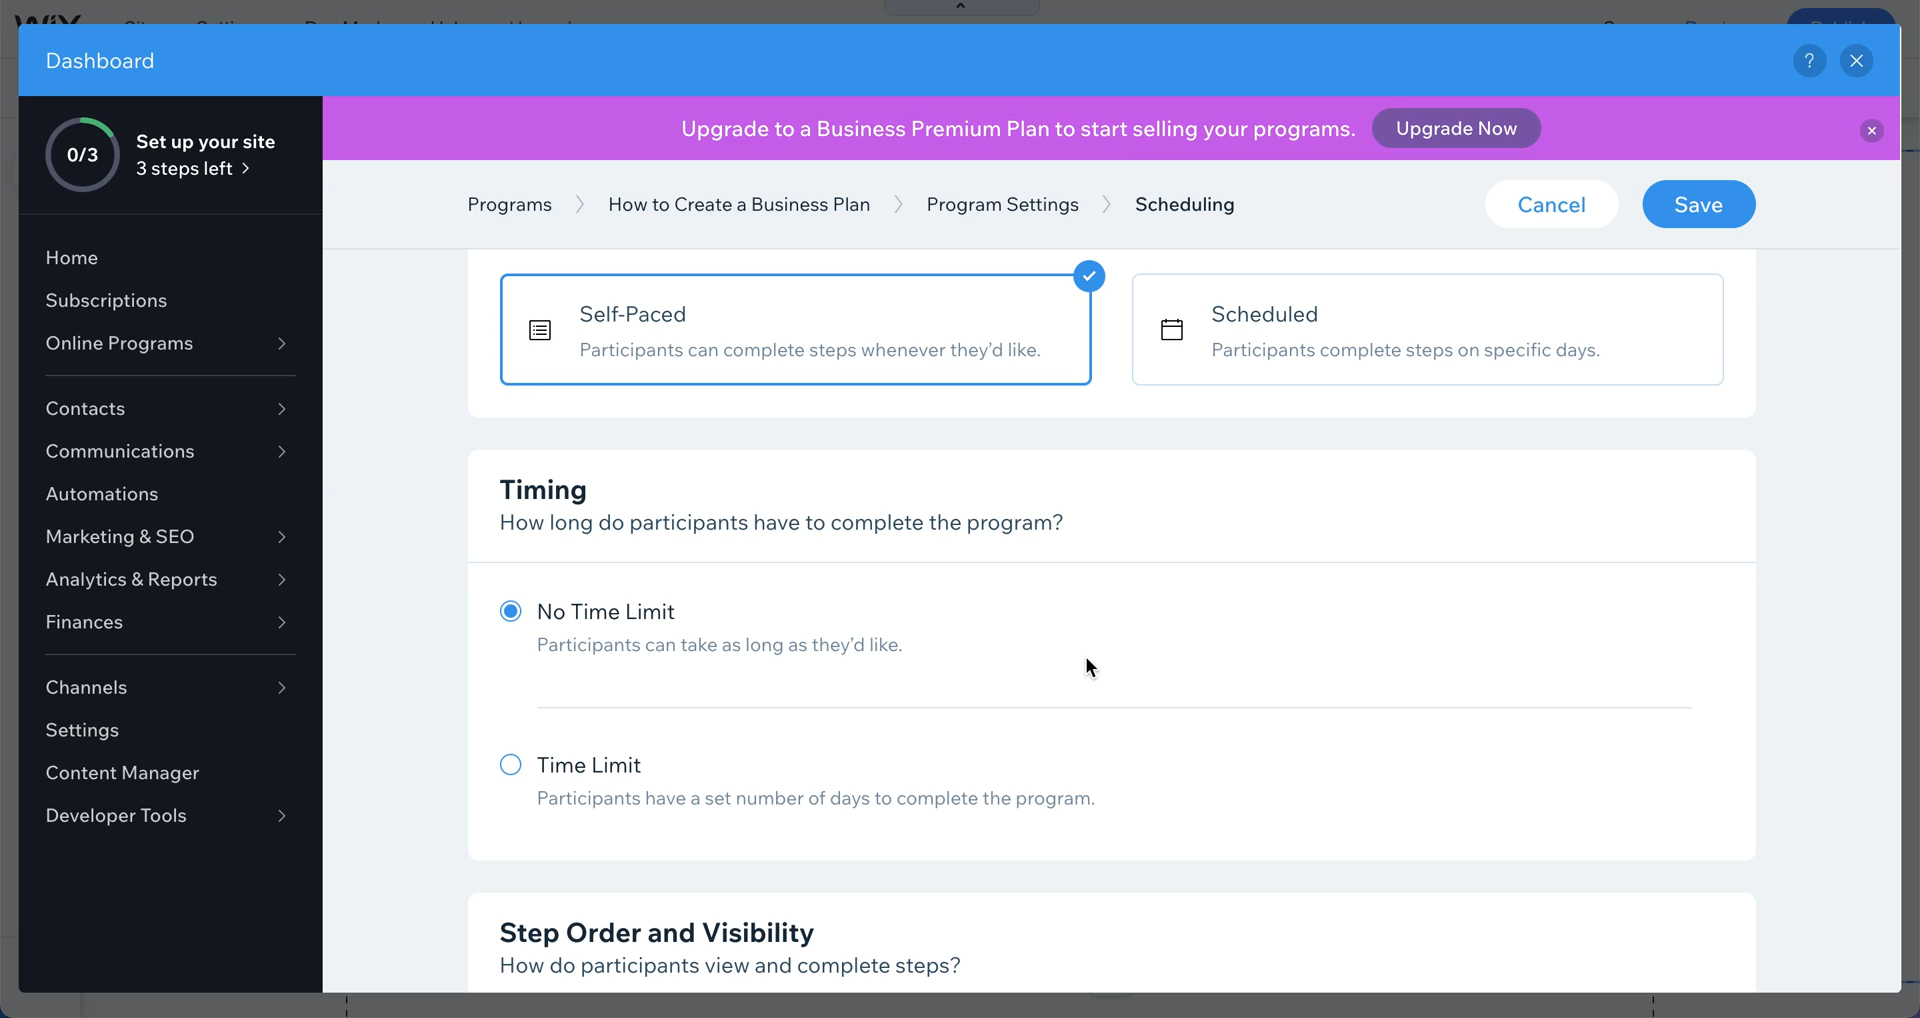 Dashboard
?
0/3
Set up your site
3 steps left >
Upgrade to a Business Premium Plan to start selling your programs.
Upgrade Now
Programs > How to Create a Business Plan > Program Settings > Scheduling
Cancel
Save
Home
Subscriptions
Online Programs
Contacts
Communications
Automations
Marketing & SEO
Analytics & Reports
Finances
Channels
Settings
Content Manager
Developer Tools
Self-Paced
Participants can complete steps whenever they'd like.
Scheduled
Participants complete steps on specific days.
Timing
How long do participants have to complete the program?
No Time Limit
Participants can take as long as they'd like.
Time Limit
Participants have a set number of days to complete the program.
Step Order and Visibility
How do participants view and complete steps?